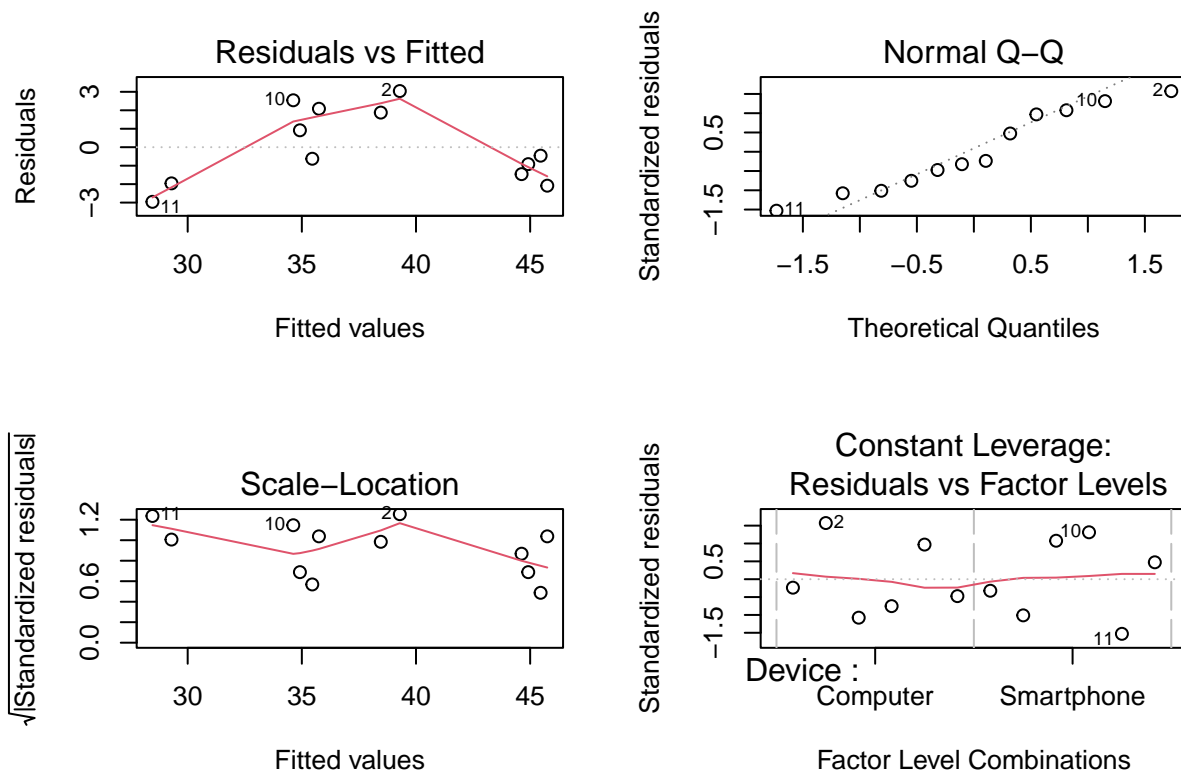 Residuals vs Fitted
Residuals
3
0
−3
10
2
11
30
35
40
45
Fitted values
Normal Q−Q
Standardized residuals
0.5
−1.5
10
2
11
−1.5
−0.5
0.5
1.5
Theoretical Quantiles
Scale−Location
√|Standardized residuals|
1.2
0.6
0.0
11
10
2
30
35
40
45
Fitted values
Constant Leverage:
Residuals vs Factor Levels
Standardized residuals
0.5
−1.5
2
10
11
Device :
Computer
Smartphone
Factor Level Combinations